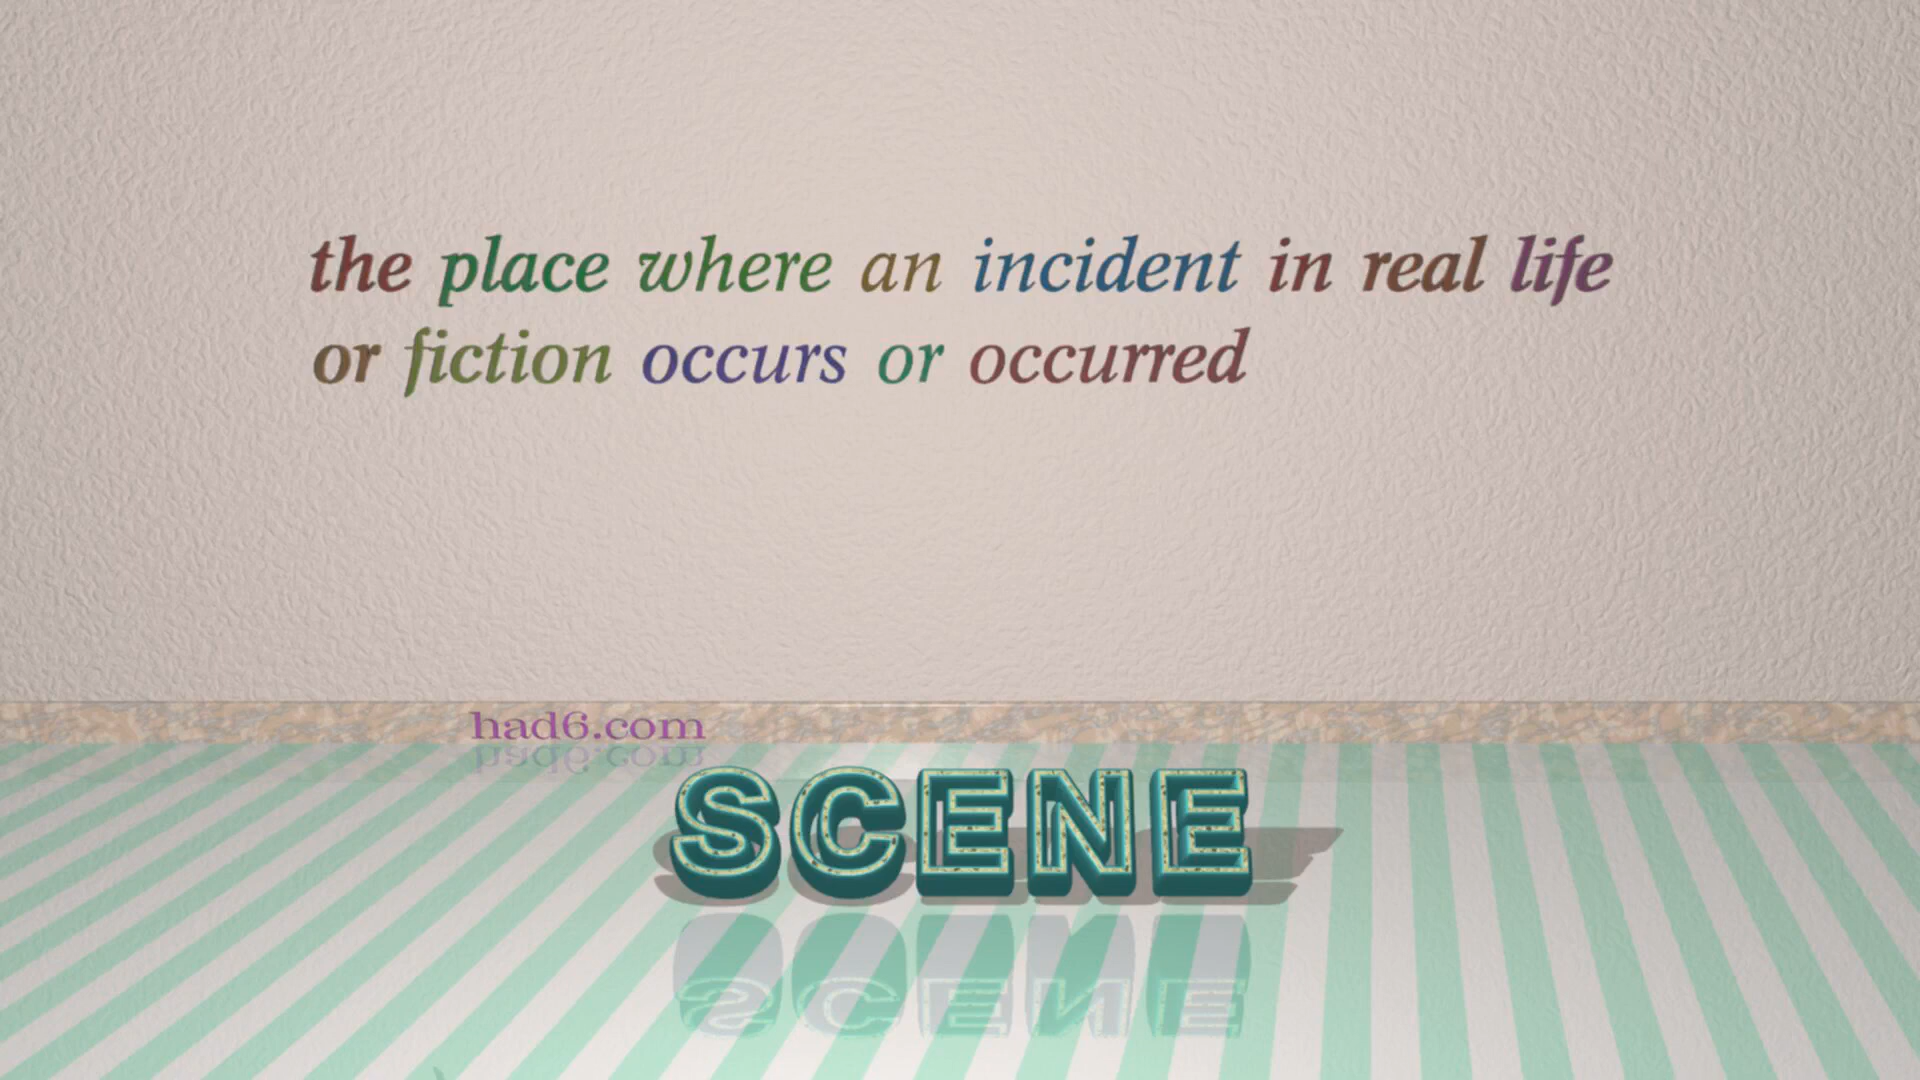 the place where an incident in real life
or fiction occurs or occurred
had6.com
SCENE